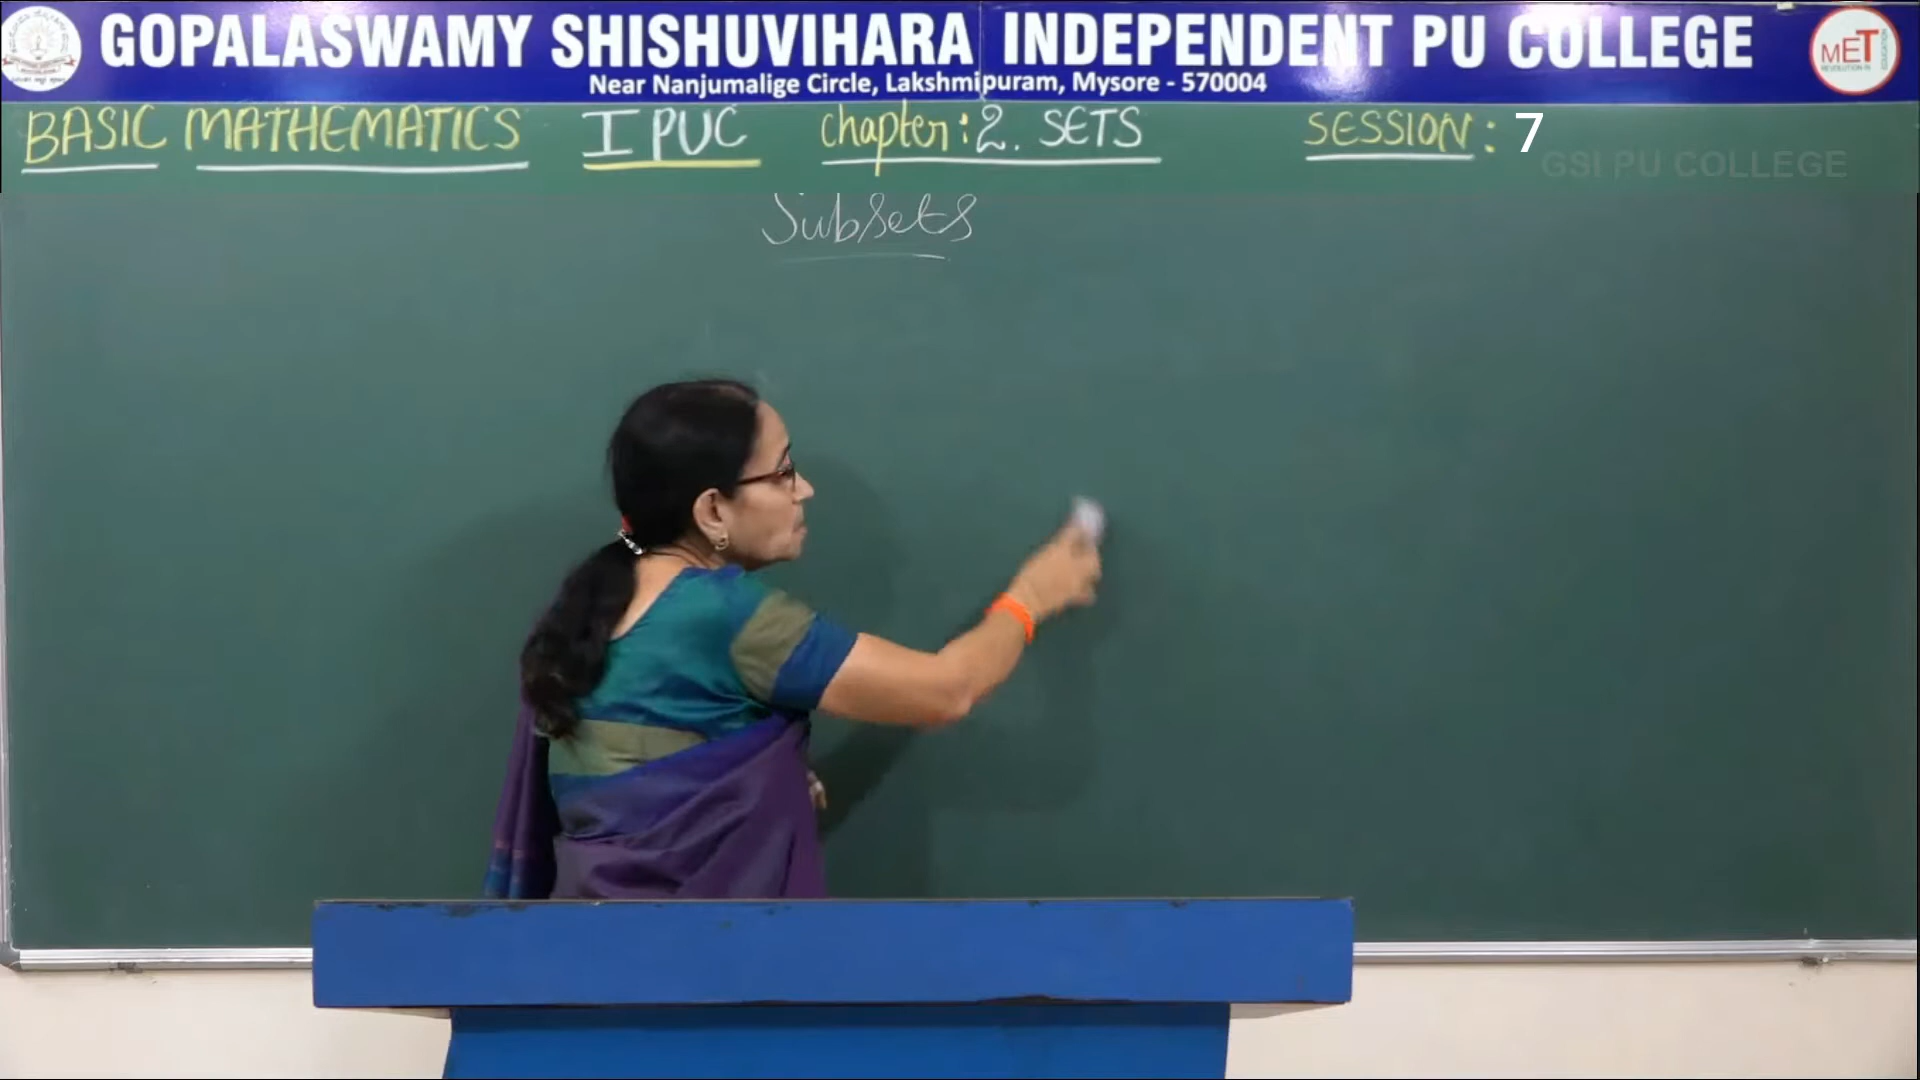 GOPALASWAMY SHISHUVIHARA INDEPENDENT PU COLLEGE
Near Nanjumalige Circle, Lakshmipuram, Mysore - 570004
MET
BASIC MATHEMATICS I PUC chapter: 2. SETS SESSION: 7
GSI PU COLLEGE
Subsets